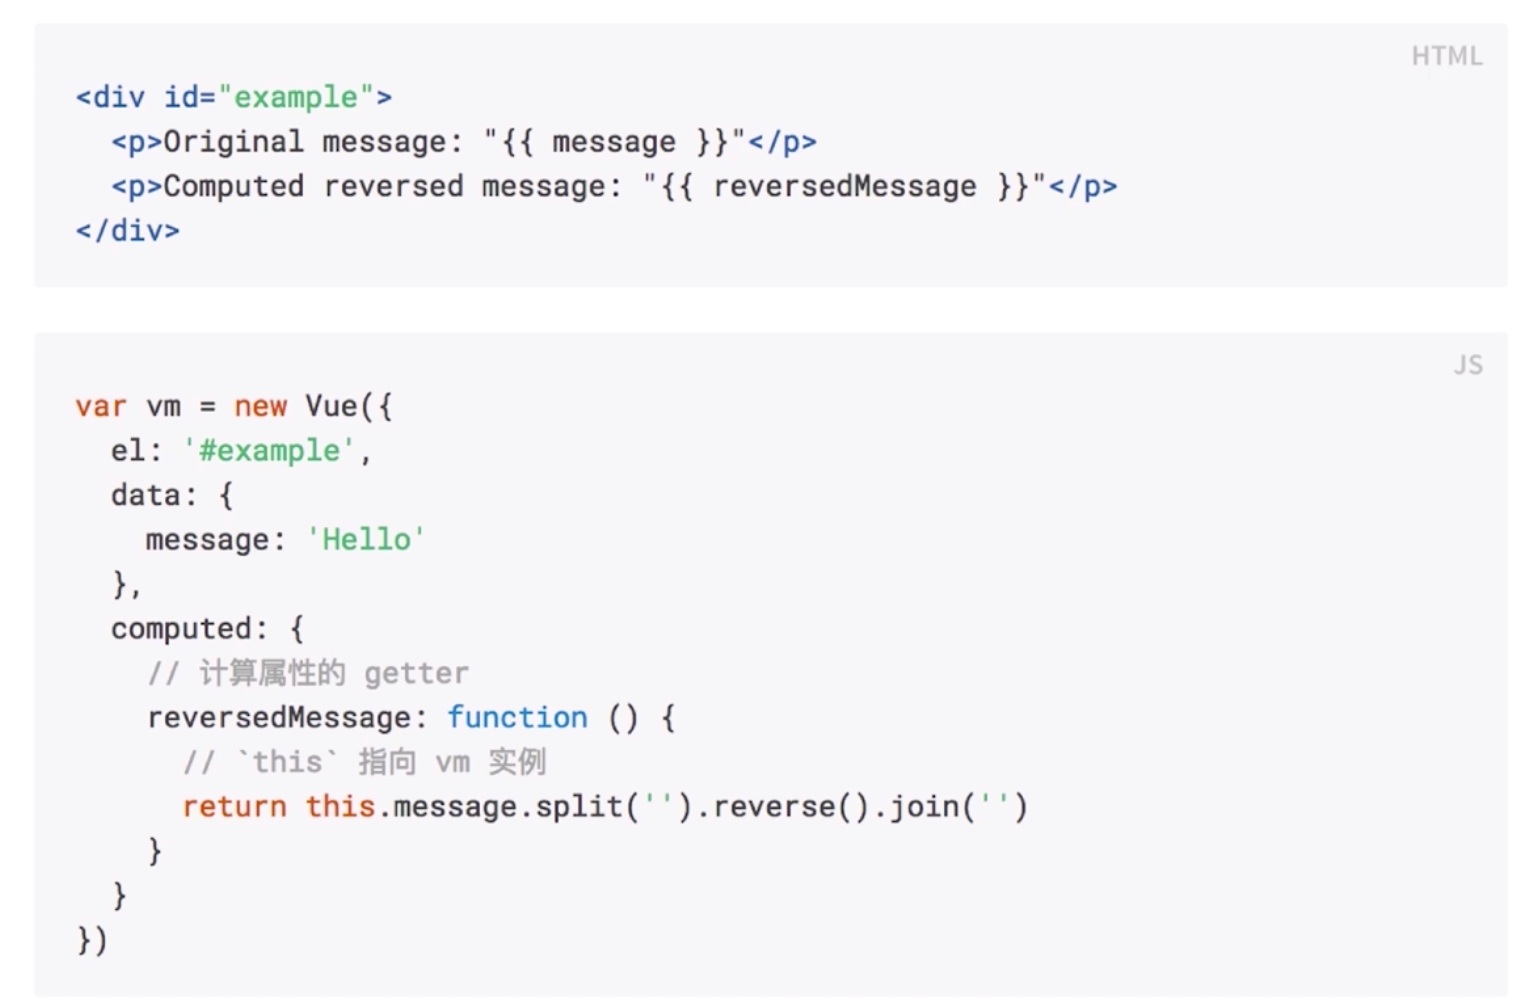 HTML
<div id="example">
  <p>Original message: "{{ message }}"</p>
  <p>Computed reversed message: "{{ reversedMessage }}"</p>
</div>
JS
var vm = new Vue({
  el: '#example',
  data: {
    message: 'Hello'
  },
  computed: {
    // 计算属性的 getter
    reversedMessage: function () {
      // `this` 指向 vm 实例
      return this.message.split('').reverse().join('')
    }
  }
})